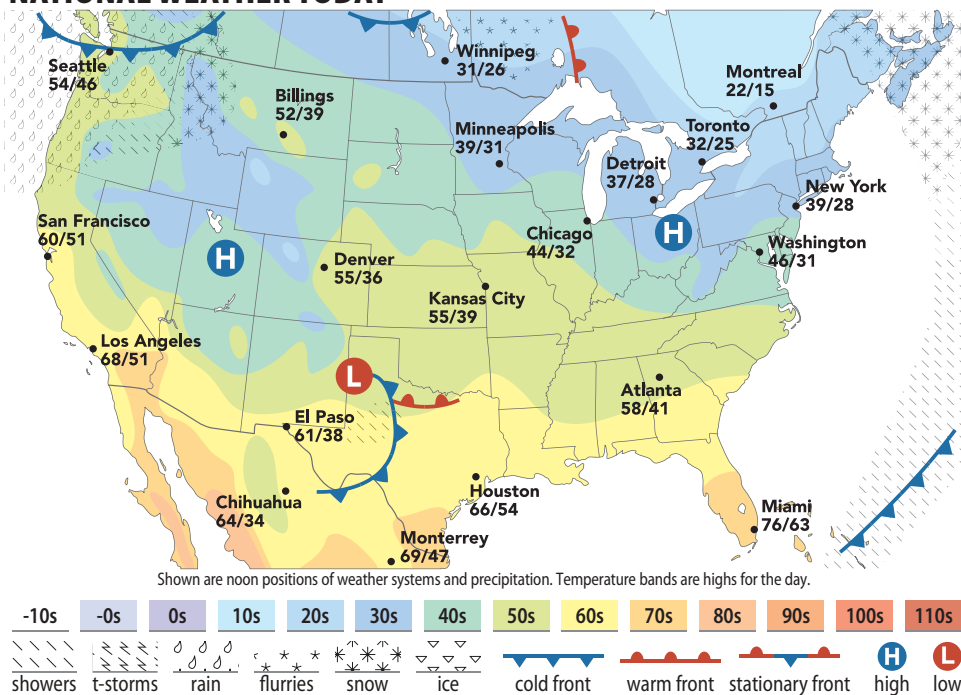 NATIONAL WEATHER TODAY
Winnipeg
31/26
Seattle
54/46
Montreal
22/15
Billings
52/39
Minneapolis
39/31
Toronto
32/25
Detroit
37/28
New York
39/28
San Francisco
60/51
Chicago
44/32
H
Washington
46/31
H
Denver
55/36
Kansas City
55/39
Los Angeles
68/51
L
Atlanta
58/41
El Paso
61/38
Chihuahua
64/34
Houston
66/54
Miami
76/63
Monterrey
69/47
Shown are noon positions of weather systems and precipitation. Temperature bands are highs for the day.
-10s -0s 0s 10s 20s 30s 40s 50s 60s 70s 80s 90s 100s 110s
H L
showers t-storms rain flurries snow ice cold front warm front stationary front high low